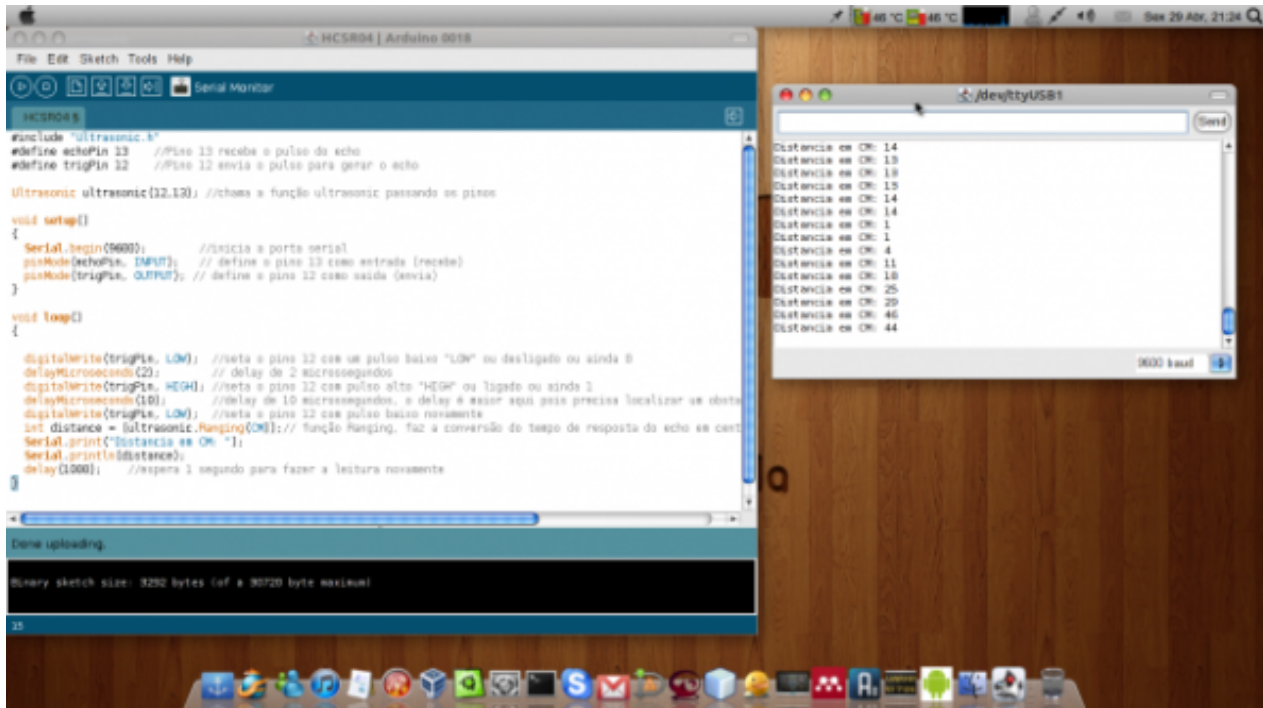 Sex 29 Abr, 21:24
46 °C 46 °C
HCSR04 | Arduino 0018
File Edit Sketch Tools Help
Serial Monitor
HCSR04 §
#include "Ultrasonic.h"
#define echoPin 13 //Pino 13 recebe o pulso do echo
#define trigPin 12 //Pino 12 envia o pulso para gerar o echo
Ultrasonic ultrasonic(12,13); //chama a função ultrasonic passando os pinos
void setup()
{
Serial.begin(9600); //inicia a porta serial
pinMode(echoPin, INPUT); // define o pino 13 como entrada (recebe)
pinMode(trigPin, OUTPUT); // define o pino 12 como saida (envia)
}
void loop()
{
digitalWrite(trigPin, LOW); //seta o pino 12 com um pulso baixo "LOW" ou desligado ou ainda 0
delayMicroseconds(2); // delay de 2 microssegundos
digitalWrite(trigPin, HIGH); //seta o pino 12 com pulso alto "HIGH" ou ligado ou ainda 1
delayMicroseconds(10); //delay de 10 microssegundos, o delay é maior aqui pois precisa localizar um obsta
digitalWrite(trigPin, LOW); //seta o pino 12 com pulso baixo novamente
int distance = (ultrasonic.Ranging(CM));// função Ranging, faz a conversão do tempo de resposta do echo em cent
Serial.print("Distancia em CM: ");
Serial.println(distance);
delay(1000); //espera 1 segundo para fazer a leitura novamente
}
Done uploading.
Binary sketch size: 3292 bytes (of a 30720 byte maximum)
/dev/ttyUSB1
Send
Distancia em CM: 14
Distancia em CM: 13
Distancia em CM: 13
Distancia em CM: 13
Distancia em CM: 14
Distancia em CM: 14
Distancia em CM: 1
Distancia em CM: 1
Distancia em CM: 4
Distancia em CM: 11
Distancia em CM: 18
Distancia em CM: 25
Distancia em CM: 29
Distancia em CM: 46
Distancia em CM: 44
9600 baud